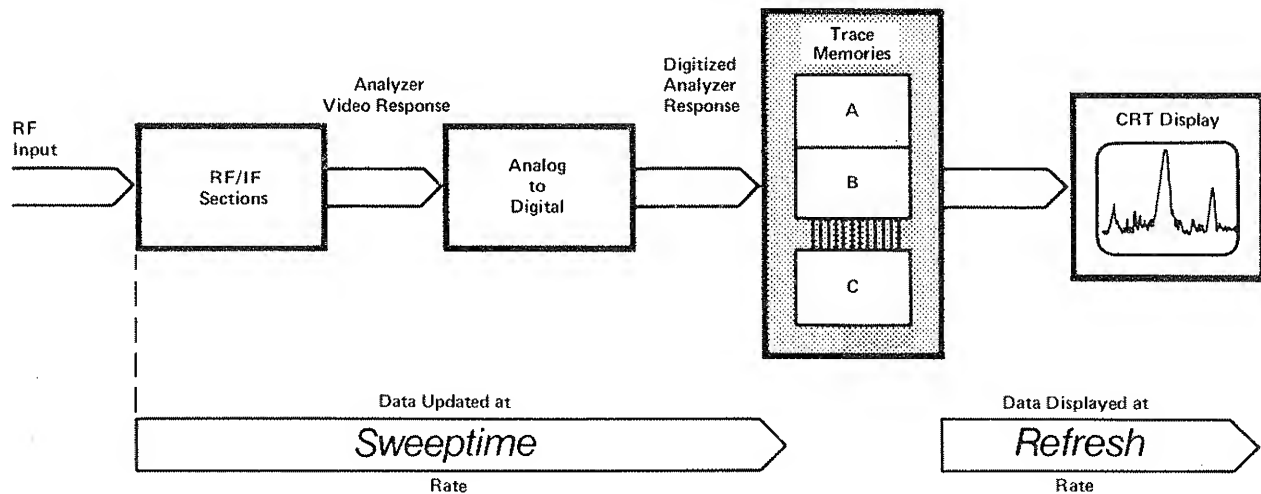 RF
Input
RF/IF
Sections
Analyzer
Video Response
Analog
to
Digital
Digitized
Analyzer
Response
Trace
Memories
A
B
C
CRT Display
Data Updated at
Sweeptime
Rate
Data Displayed at
Refresh
Rate